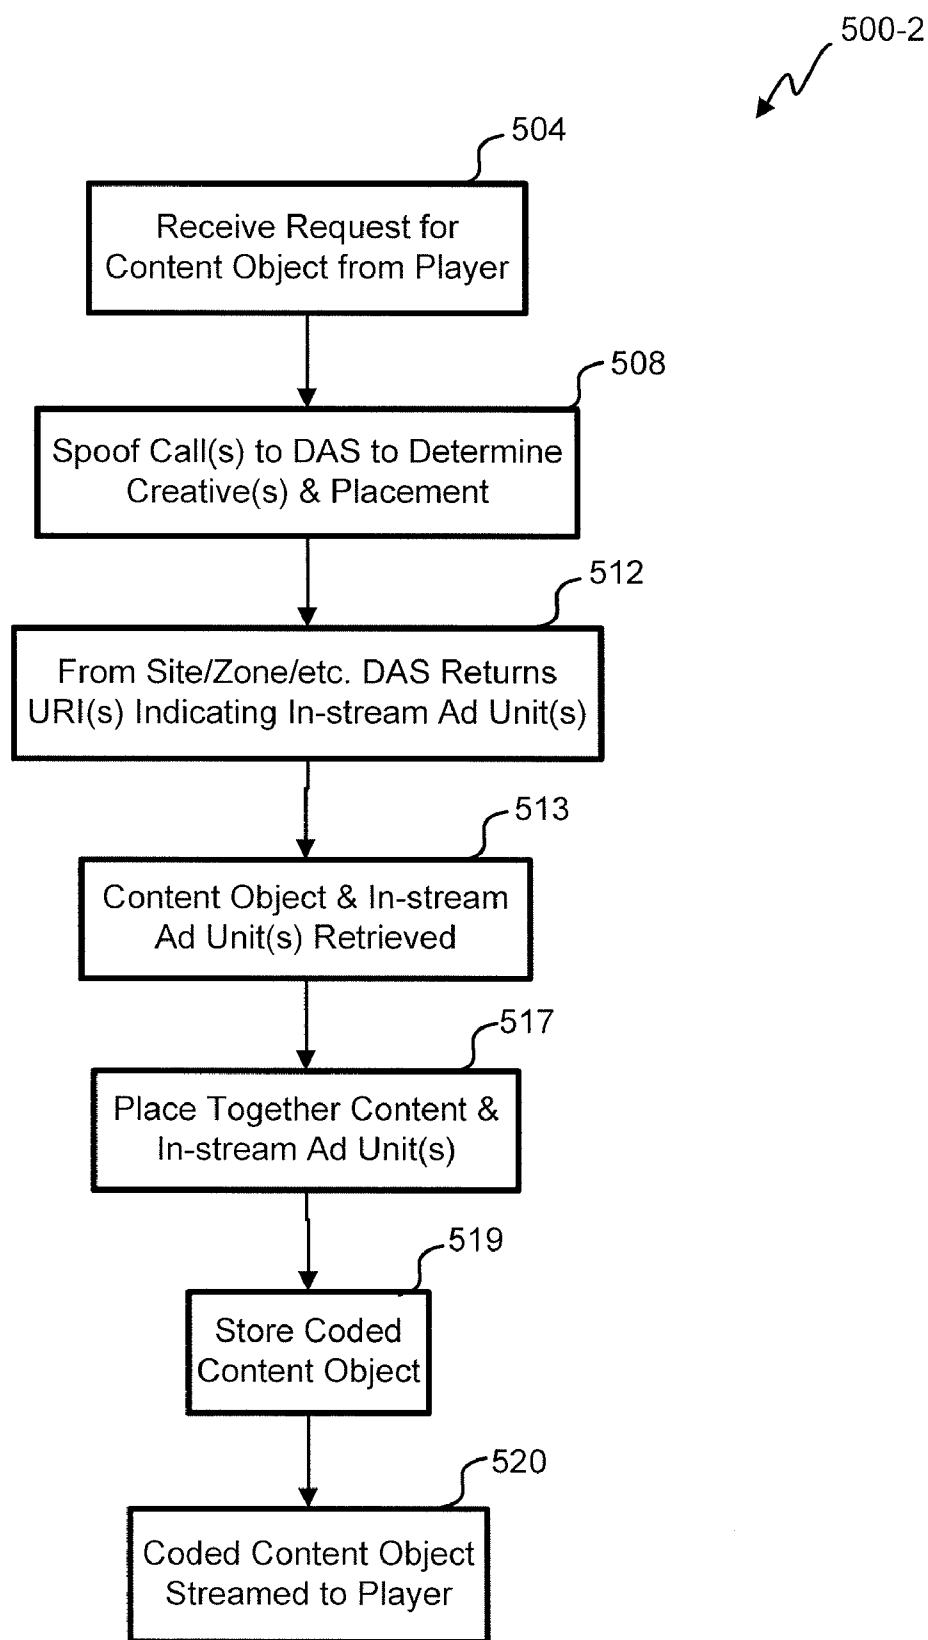 500-2
504
Receive Request for
Content Object from Player
508
Spoof Call(s) to DAS to Determine
Creative(s) & Placement
512
From Site/Zone/etc. DAS Returns
URI(s) Indicating In-stream Ad Unit(s)
513
Content Object & In-stream
Ad Unit(s) Retrieved
517
Place Together Content &
In-stream Ad Unit(s)
519
Store Coded
Content Object
520
Coded Content Object
Streamed to Player